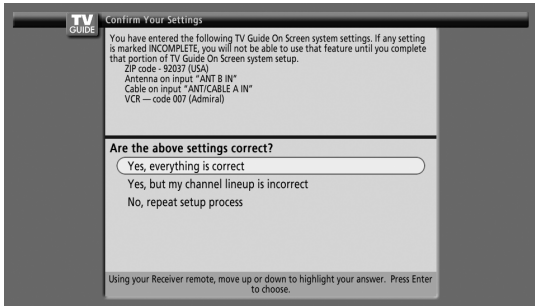 TV
GUIDE
Confirm Your Settings
You have entered the following TV Guide On Screen system settings. If any setting
is marked INCOMPLETE, you will not be able to use that feature until you complete
that portion of TV Guide On Screen system setup.
ZIP code - 92037 (USA)
Antenna on input "ANT B IN"
Cable on input "ANT/CABLE A IN"
VCR — code 007 (Admiral)
Are the above settings correct?
Yes, everything is correct
Yes, but my channel lineup is incorrect
No, repeat setup process
Using your Receiver remote, move up or down to highlight your answer. Press Enter
to choose.